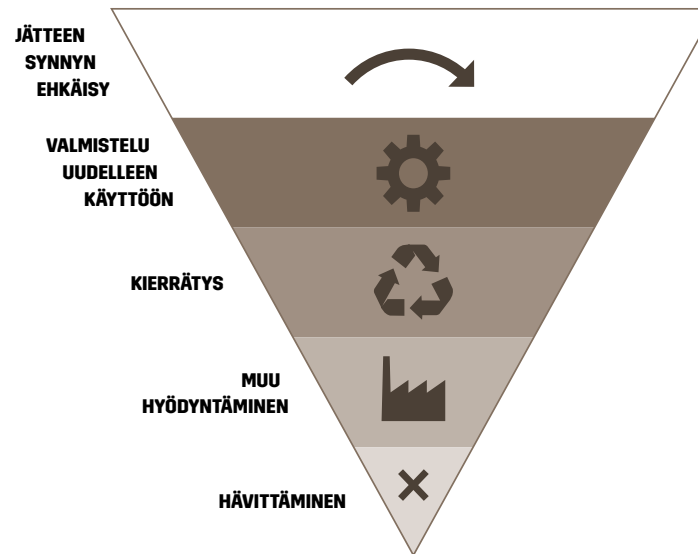 JÄTTEEN
SYNNYN
EHKÄISY
VALMISTELU
UUDELLEEN
KÄYTTÖÖN
KIERRÄTYS
MUU
HYÖDYNTÄMINEN
HÄVITTÄMINEN